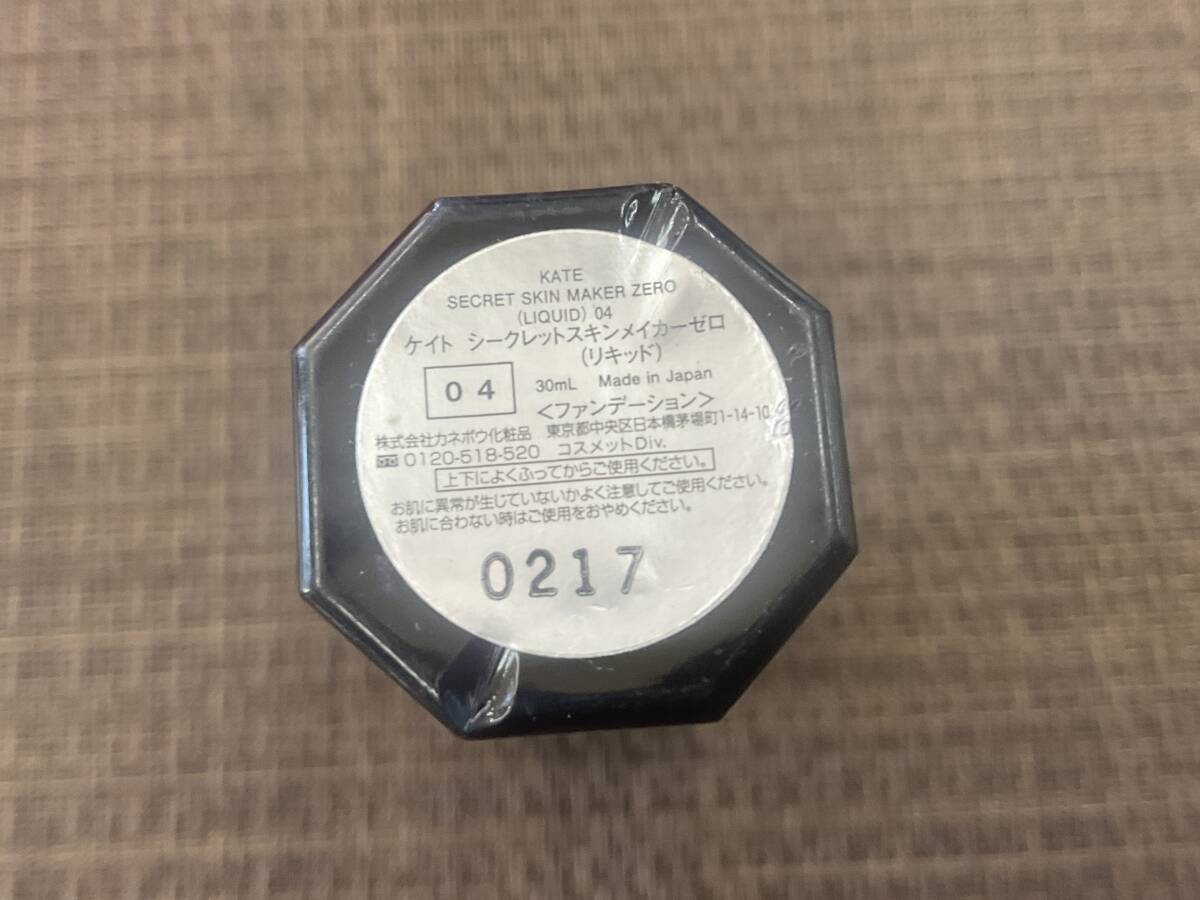 KATE
SECRET SKIN MAKER ZERO
(LIQUID) 04
ケイト シークレットスキンメイカーゼロ
(リキッド)
04
30mL Made in Japan
<ファンデーション>
株式会社カネボウ化粧品 東京都中央区日本橋茅場町1-14-10
0120-518-520 コスメットDiv.
上下によくふってからご使用ください。
お肌に異常が生じていないかよく注意してご使用ください。
お肌に合わない時はご使用をおやめください。
0217